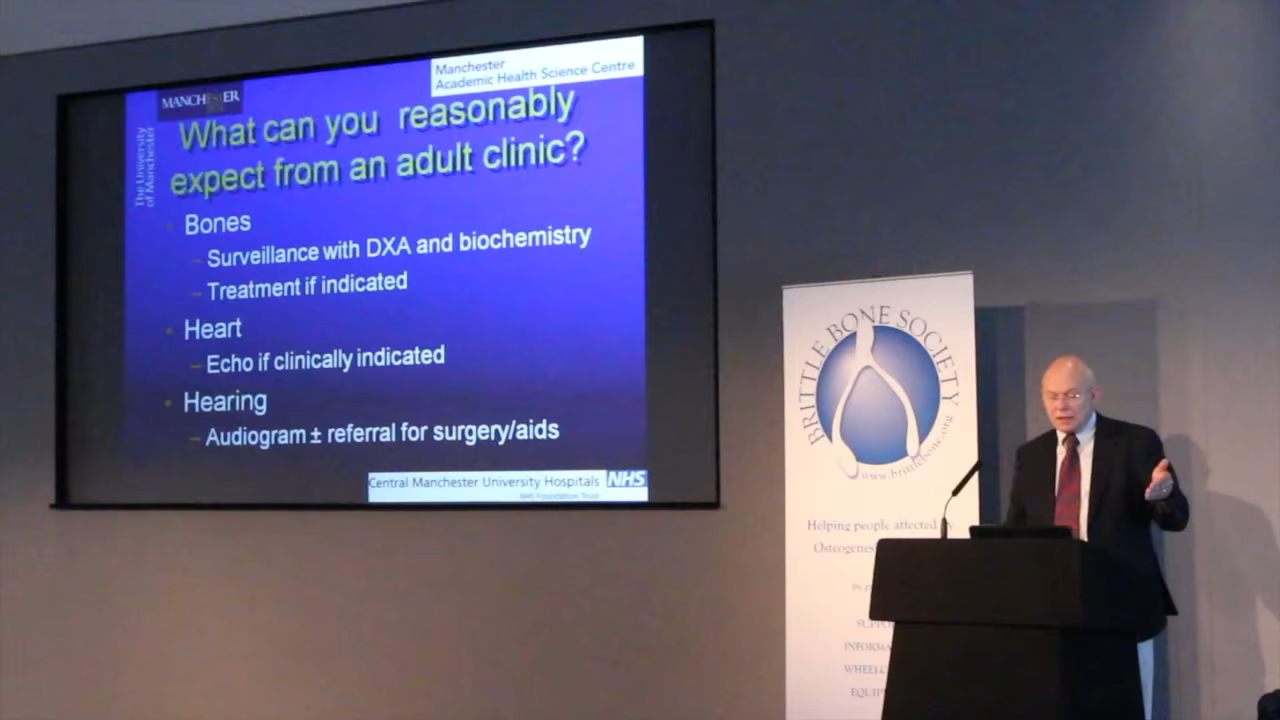 Manchester
Academic Health Science Centre
MANCHESTER
The University
of Manchester
What can you reasonably
expect from an adult clinic?
Bones
– Surveillance with DXA and biochemistry
– Treatment if indicated
Heart
– Echo if clinically indicated
Hearing
– Audiogram ± referral for surgery/aids
Central Manchester University Hospitals NHS
NHS Foundation Trust
BRITTLE BONE SOCIETY
www.brittlebone.org
Helping people affected